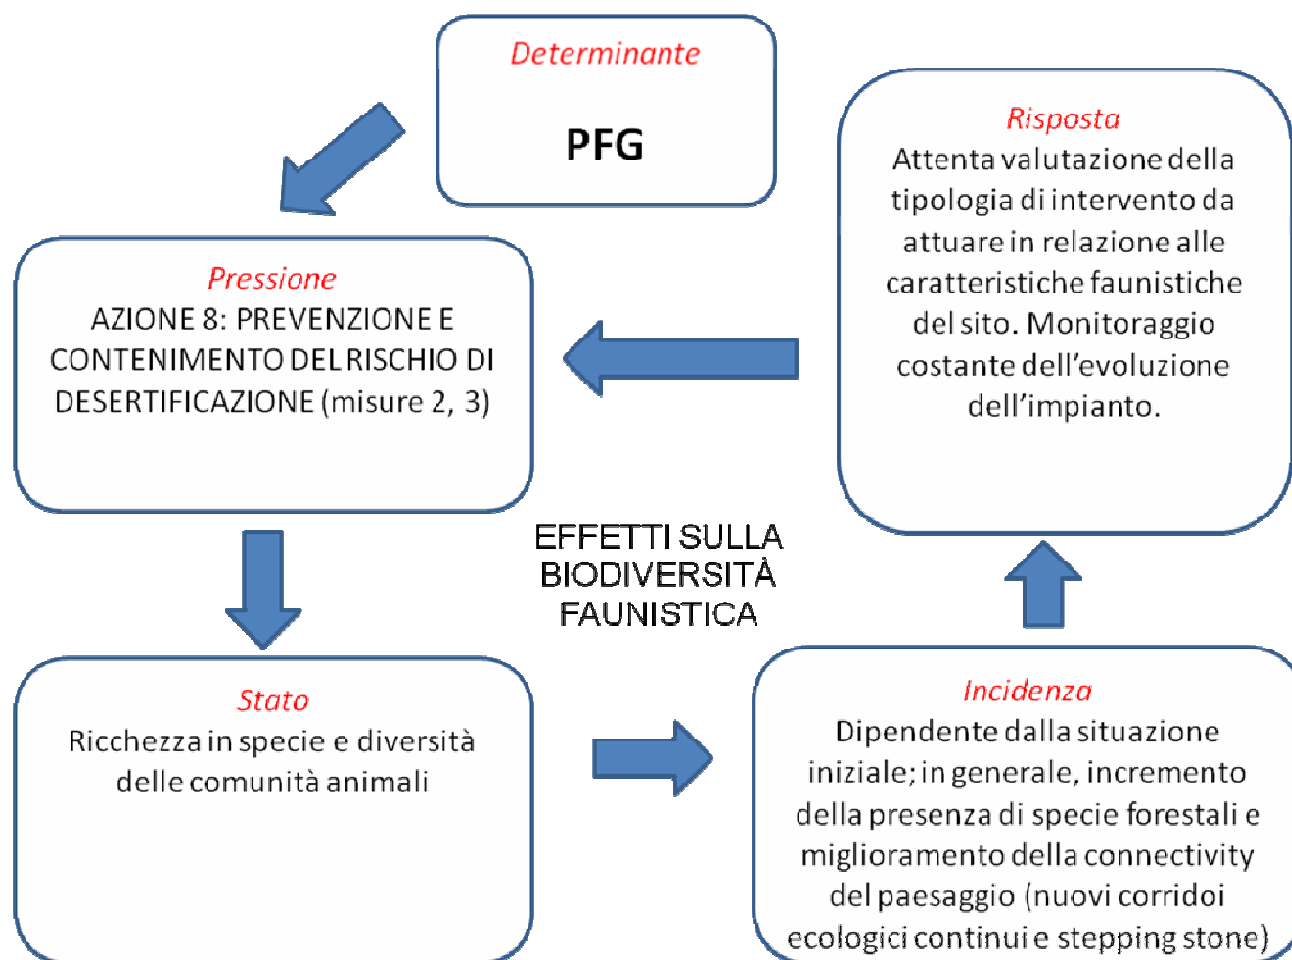 Determinante
PFG
Risposta
Attenta valutazione della
tipologia di intervento da
attuare in relazione alle
caratteristiche faunistiche
del sito. Monitoraggio
costante dell'evoluzione
dell'impianto.
Pressione
AZIONE 8: PREVENZIONE E
CONTENIMENTO DEL RISCHIO DI
DESERTIFICAZIONE (misure 2, 3)
EFFETTI SULLA
BIODIVERSITÀ
FAUNISTICA
Stato
Ricchezza in specie e diversità
delle comunità animali
Incidenza
Dipendente dalla situazione
iniziale; in generale, incremento
della presenza di specie forestali e
miglioramento della connectivity
del paesaggio (nuovi corridoi
ecologici continui e stepping stone)